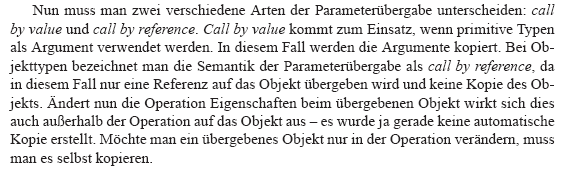 Nun muss man zwei verschiedene Arten der Parameterübergabe unterscheiden: call
by value und call by reference. Call by value kommt zum Einsatz, wenn primitive Typen
als Argument verwendet werden. In diesem Fall werden die Argumente kopiert. Bei Ob-
jekttypen bezeichnet man die Semantik der Parameterübergabe als call by reference, da
in diesem Fall nur eine Referenz auf das Objekt übergeben wird und keine Kopie des Ob-
jekts. Ändert nun die Operation Eigenschaften beim übergebenen Objekt wirkt sich dies
auch außerhalb der Operation auf das Objekt aus – es wurde ja gerade keine automatische
Kopie erstellt. Möchte man ein übergebenes Objekt nur in der Operation verändern, muss
man es selbst kopieren.